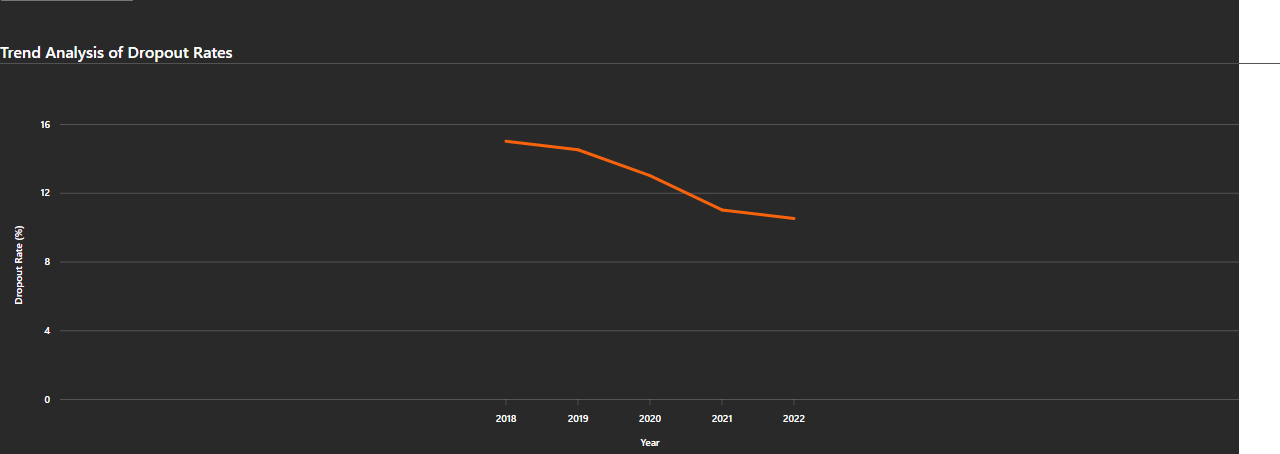 Trend Analysis of Dropout Rates
16
12
8
4
0
Dropout Rate (%)
2018 2019 2020 2021 2022
Year